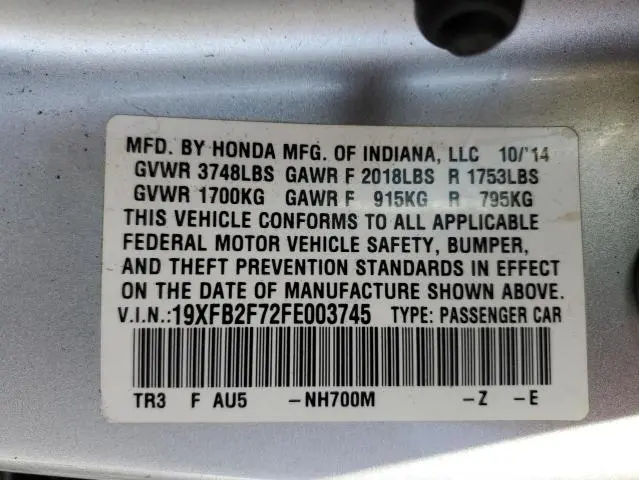 MFD. BY HONDA MFG. OF INDIANA, LLC 10/'14
GVWR 3748LBS GAWR F 2018LBS R 1753LBS
GVWR 1700KG GAWR F 915KG R 795KG
THIS VEHICLE CONFORMS TO ALL APPLICABLE
FEDERAL MOTOR VEHICLE SAFETY, BUMPER,
AND THEFT PREVENTION STANDARDS IN EFFECT
ON THE DATE OF MANUFACTURE SHOWN ABOVE.
V.I.N.:19XFB2F72FE003745 TYPE: PASSENGER CAR
TR3 F AU5 -NH700M -Z -E